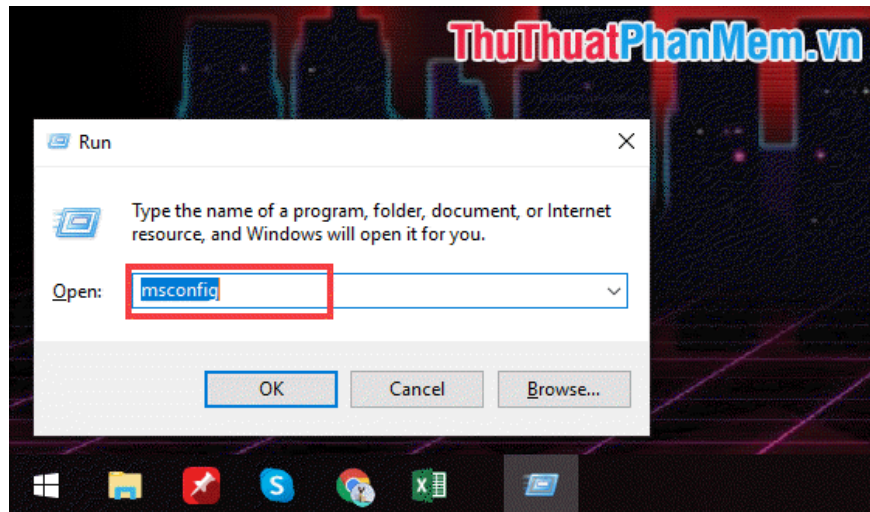 ThuThuatPhanMem.vn
Run
Type the name of a program, folder, document, or Internet
resource, and Windows will open it for you.
Open: msconfig
OK Cancel Browse...